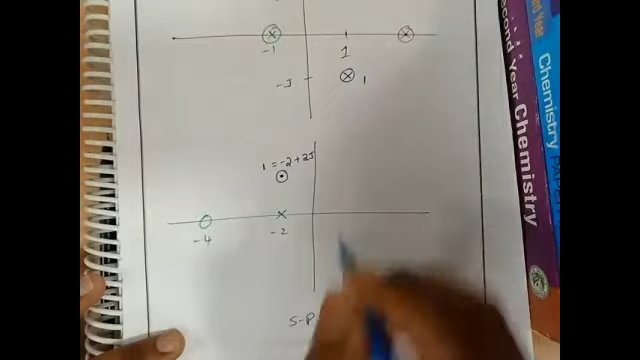 -1
1
-J
1
1 = -2+2J
-4
-2
S-P
Second Year Chemistry
Chemistry